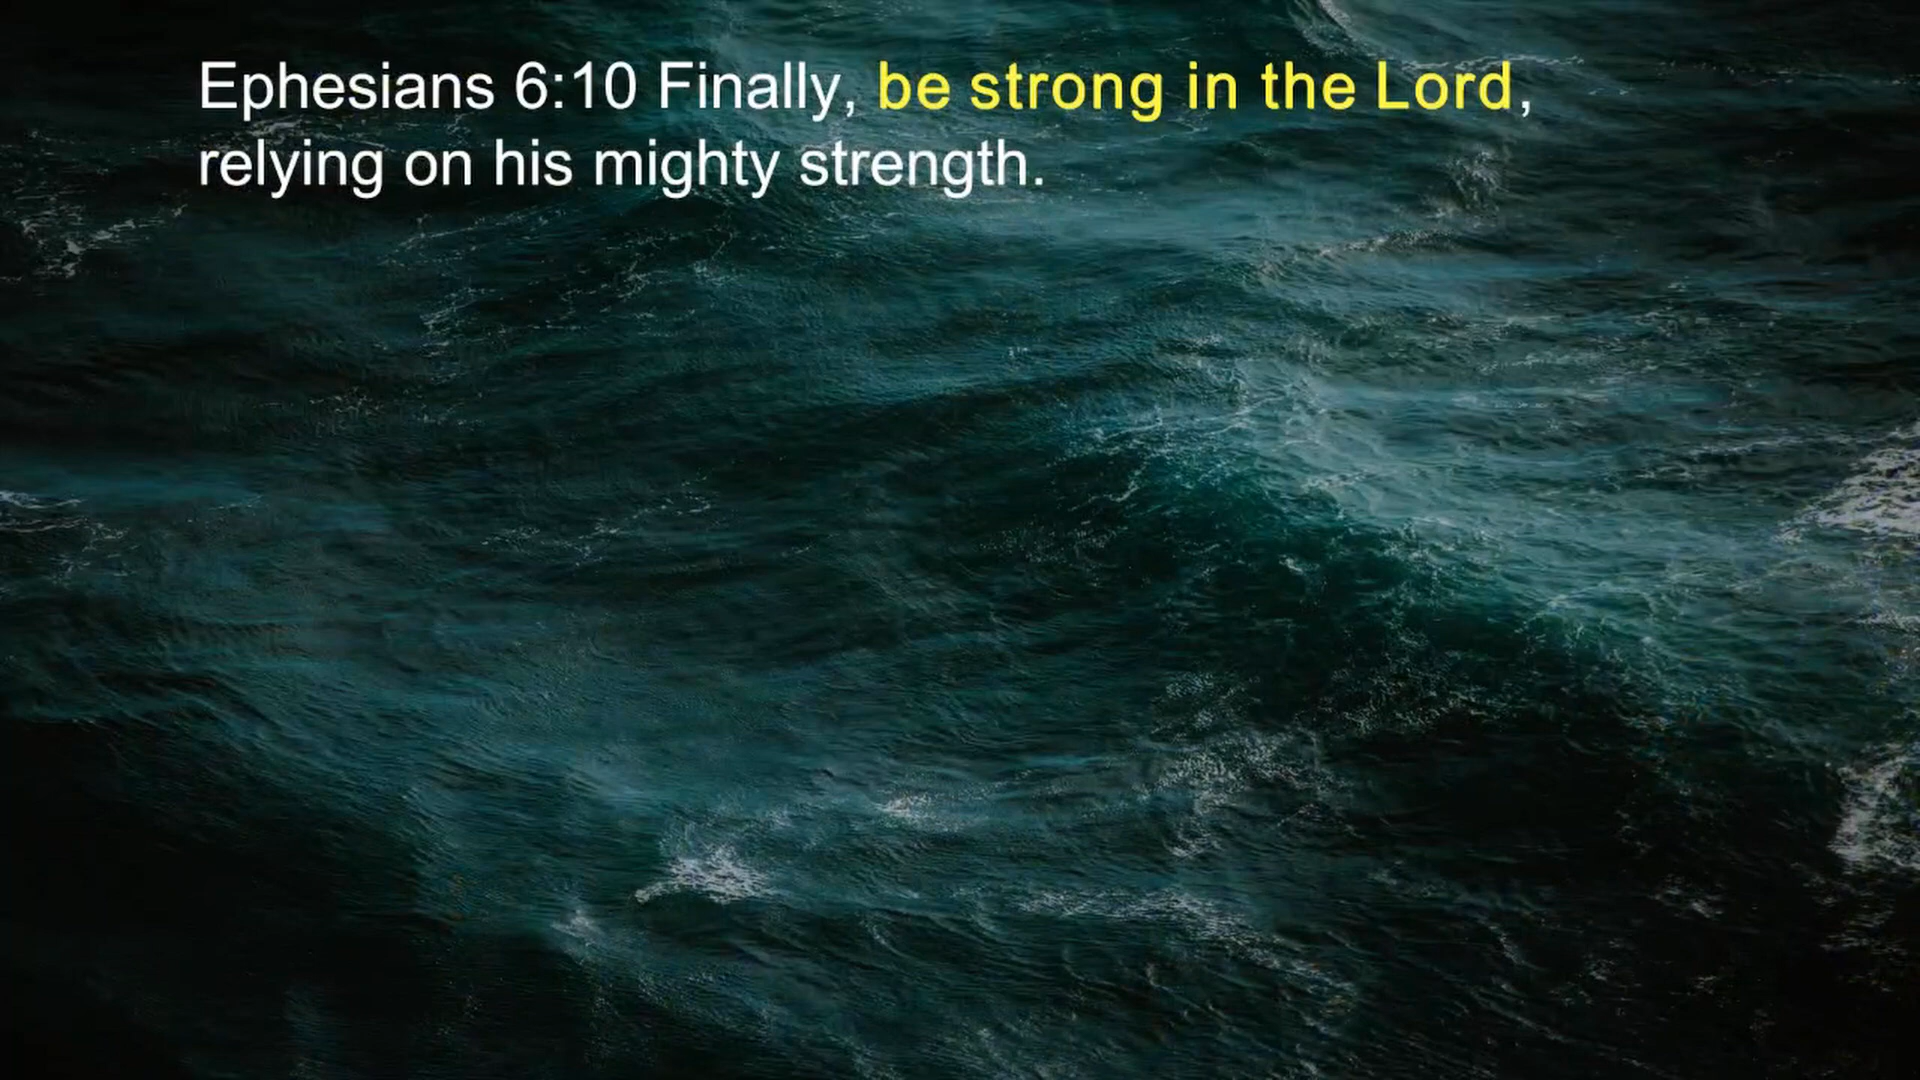 Ephesians 6:10 Finally, be strong in the Lord,
relying on his mighty strength.